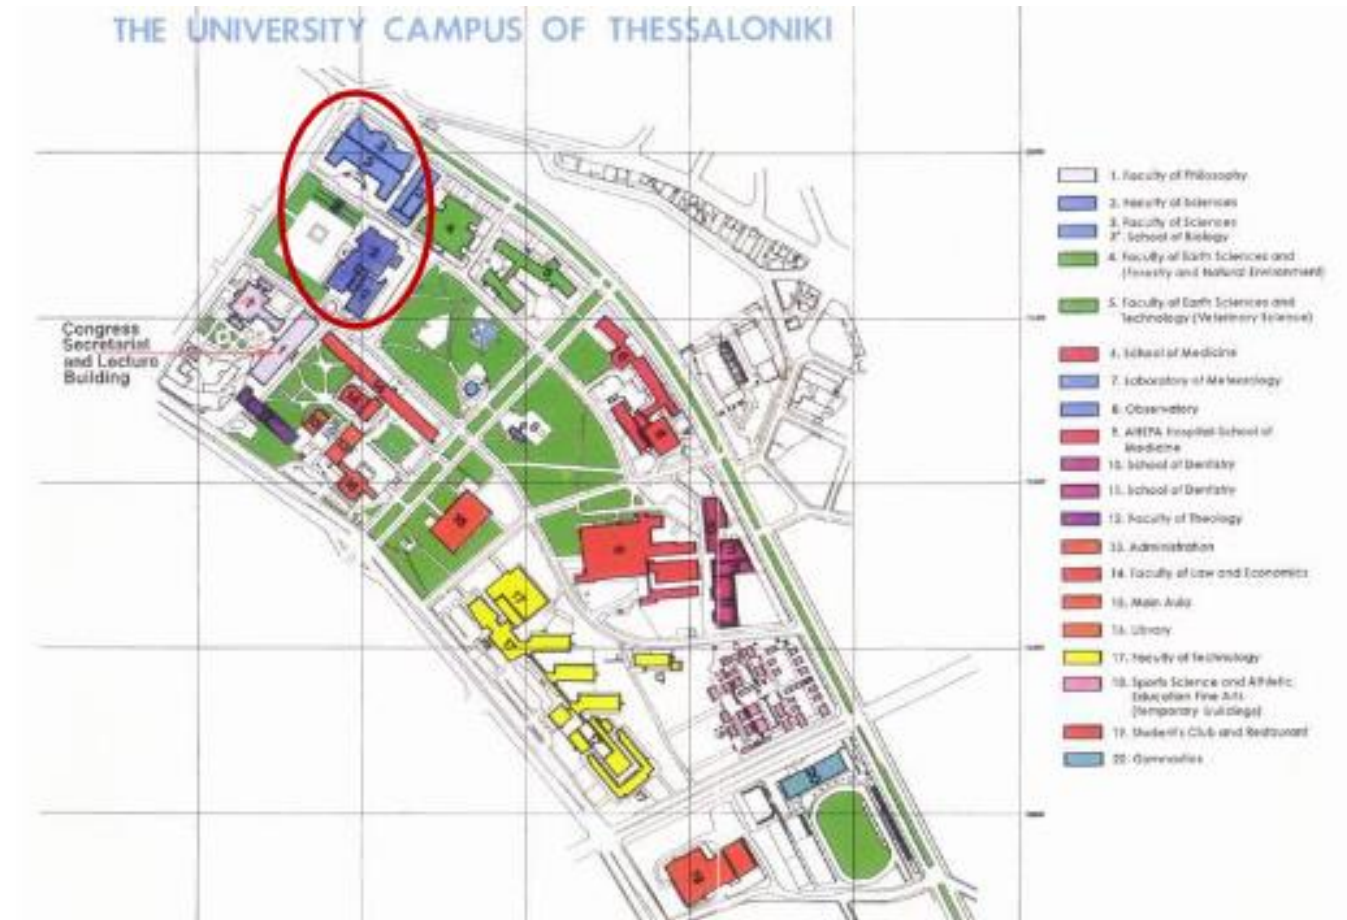 THE UNIVERSITY CAMPUS OF THESSALONIKI
Congress
Secretariat
and Lecture
Building
1. Faculty of Philosophy
2. Faculty of Sciences
3. Faculty of Sciences
3*. School of Biology
4. Faculty of Earth Sciences and
(Forestry and Natural Environment)
5. Faculty of Earth Sciences and
Technology (Veterinary Science)
6. School of Medicine
7. Laboratory of Meteorology
8. Observatory
9. AHEPA Hospital-School of
Medicine
10. School of Dentistry
11. School of Dentistry
12. Faculty of Theology
13. Administration
14. Faculty of Law and Economics
15. Main Aula
16. Library
17. Faculty of Technology
18. Sports Science and Athletic
Education Fine Arts
(temporary buildings)
19. Student's Club and Restaurant
20. Gymnastics
17